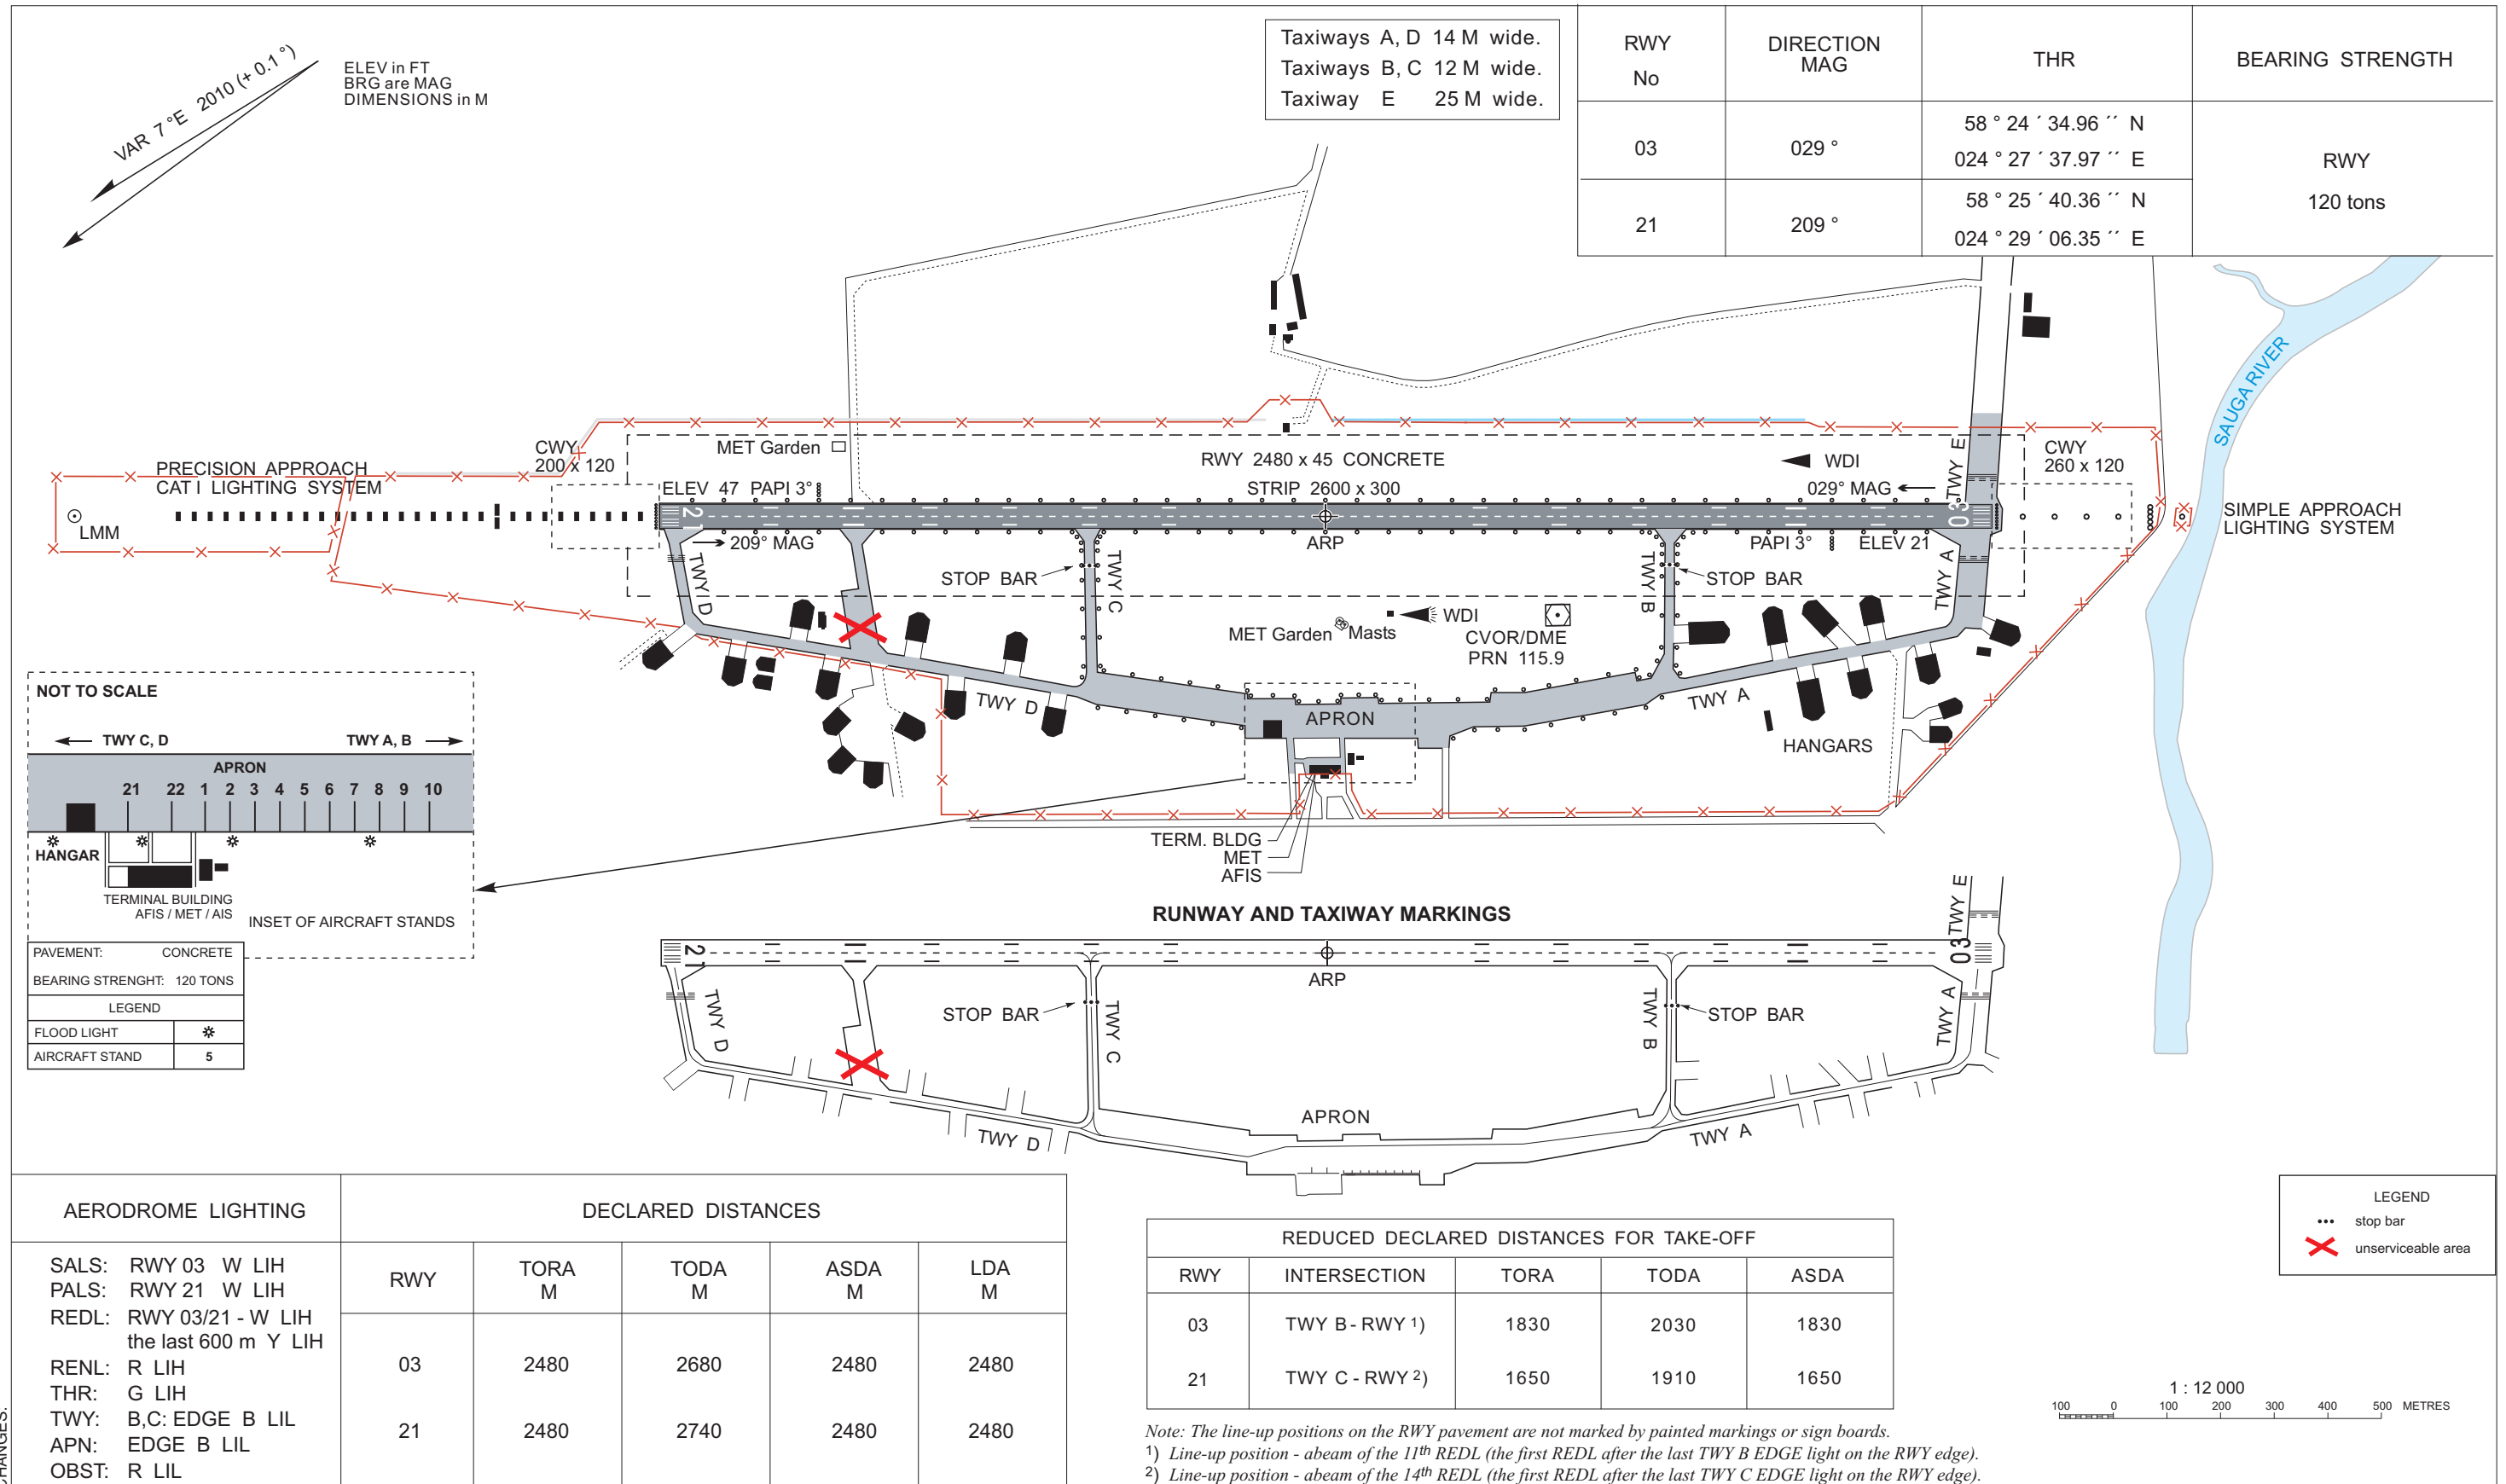 VAR 7 °E 2010 (+ 0.1 °)
ELEV in FT
BRG are MAG
DIMENSIONS in M
Taxiways A, D 14 M wide.
Taxiways B, C 12 M wide.
Taxiway E 25 M wide.
RWY No DIRECTION MAG THR BEARING STRENGTH
03 029 ° 58 ° 24 ´ 34.96 ´´ N
024 ° 27 ´ 37.97 ´´ E
21 209 ° 58 ° 25 ´ 40.36 ´´ N
024 ° 29 ´ 06.35 ´´ E
RWY
120 tons
SAUGA RIVER
CWY
200 x 120
MET Garden
RWY 2480 x 45 CONCRETE
WDI
TWY E
CWY
260 x 120
PRECISION APPROACH
CAT I LIGHTING SYSTEM
ELEV 47 PAPI 3°
STRIP 2600 x 300
029° MAG
LMM
21
03
SIMPLE APPROACH
LIGHTING SYSTEM
209° MAG
ARP
PAPI 3°
ELEV 21
TWY D
STOP BAR
TWY C
TWY B
STOP BAR
TWY A
MET Garden
Masts
WDI
CVOR/DME
PRN 115.9
TWY D
APRON
TWY A
HANGARS
TERM. BLDG
MET
AFIS
NOT TO SCALE
TWY C, D
TWY A, B
APRON
21 22 1 2 3 4 5 6 7 8 9 10
HANGAR
TERMINAL BUILDING
AFIS / MET / AIS
INSET OF AIRCRAFT STANDS
PAVEMENT: CONCRETE
BEARING STRENGHT: 120 TONS
LEGEND
FLOOD LIGHT
AIRCRAFT STAND 5
RUNWAY AND TAXIWAY MARKINGS
TWY E
21
03
ARP
TWY D
STOP BAR
TWY C
TWY B
STOP BAR
TWY A
TWY D
APRON
TWY A
AERODROME LIGHTING
SALS: RWY 03 W LIH
PALS: RWY 21 W LIH
REDL: RWY 03/21 - W LIH
the last 600 m Y LIH
RENL: R LIH
THR: G LIH
TWY: B,C: EDGE B LIL
APN: EDGE B LIL
OBST: R LIL
CHANGES:
DECLARED DISTANCES
RWY TORA M TODA M ASDA M LDA M
03 2480 2680 2480 2480
21 2480 2740 2480 2480
REDUCED DECLARED DISTANCES FOR TAKE-OFF
RWY INTERSECTION TORA TODA ASDA
03 TWY B - RWY 1) 1830 2030 1830
21 TWY C - RWY 2) 1650 1910 1650
Note: The line-up positions on the RWY pavement are not marked by painted markings or sign boards.
1) Line-up position - abeam of the 11th REDL (the first REDL after the last TWY B EDGE light on the RWY edge).
2) Line-up position - abeam of the 14th REDL (the first REDL after the last TWY C EDGE light on the RWY edge).
LEGEND
stop bar
unserviceable area
1 : 12 000
100 0 100 200 300 400 500 METRES